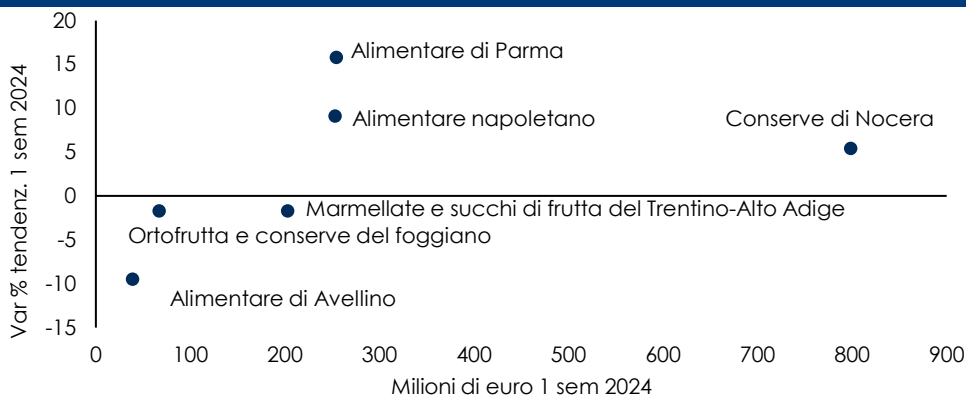 20
15
10
5
0
-5
-10
-15
Var % tendenz. 1 sem 2024
Alimentare di Parma
Alimentare napoletano
Conserve di Nocera
Marmellate e succhi di frutta del Trentino-Alto Adige
Ortofrutta e conserve del foggiano
Alimentare di Avellino
0 100 200 300 400 500 600 700 800 900
Milioni di euro 1 sem 2024